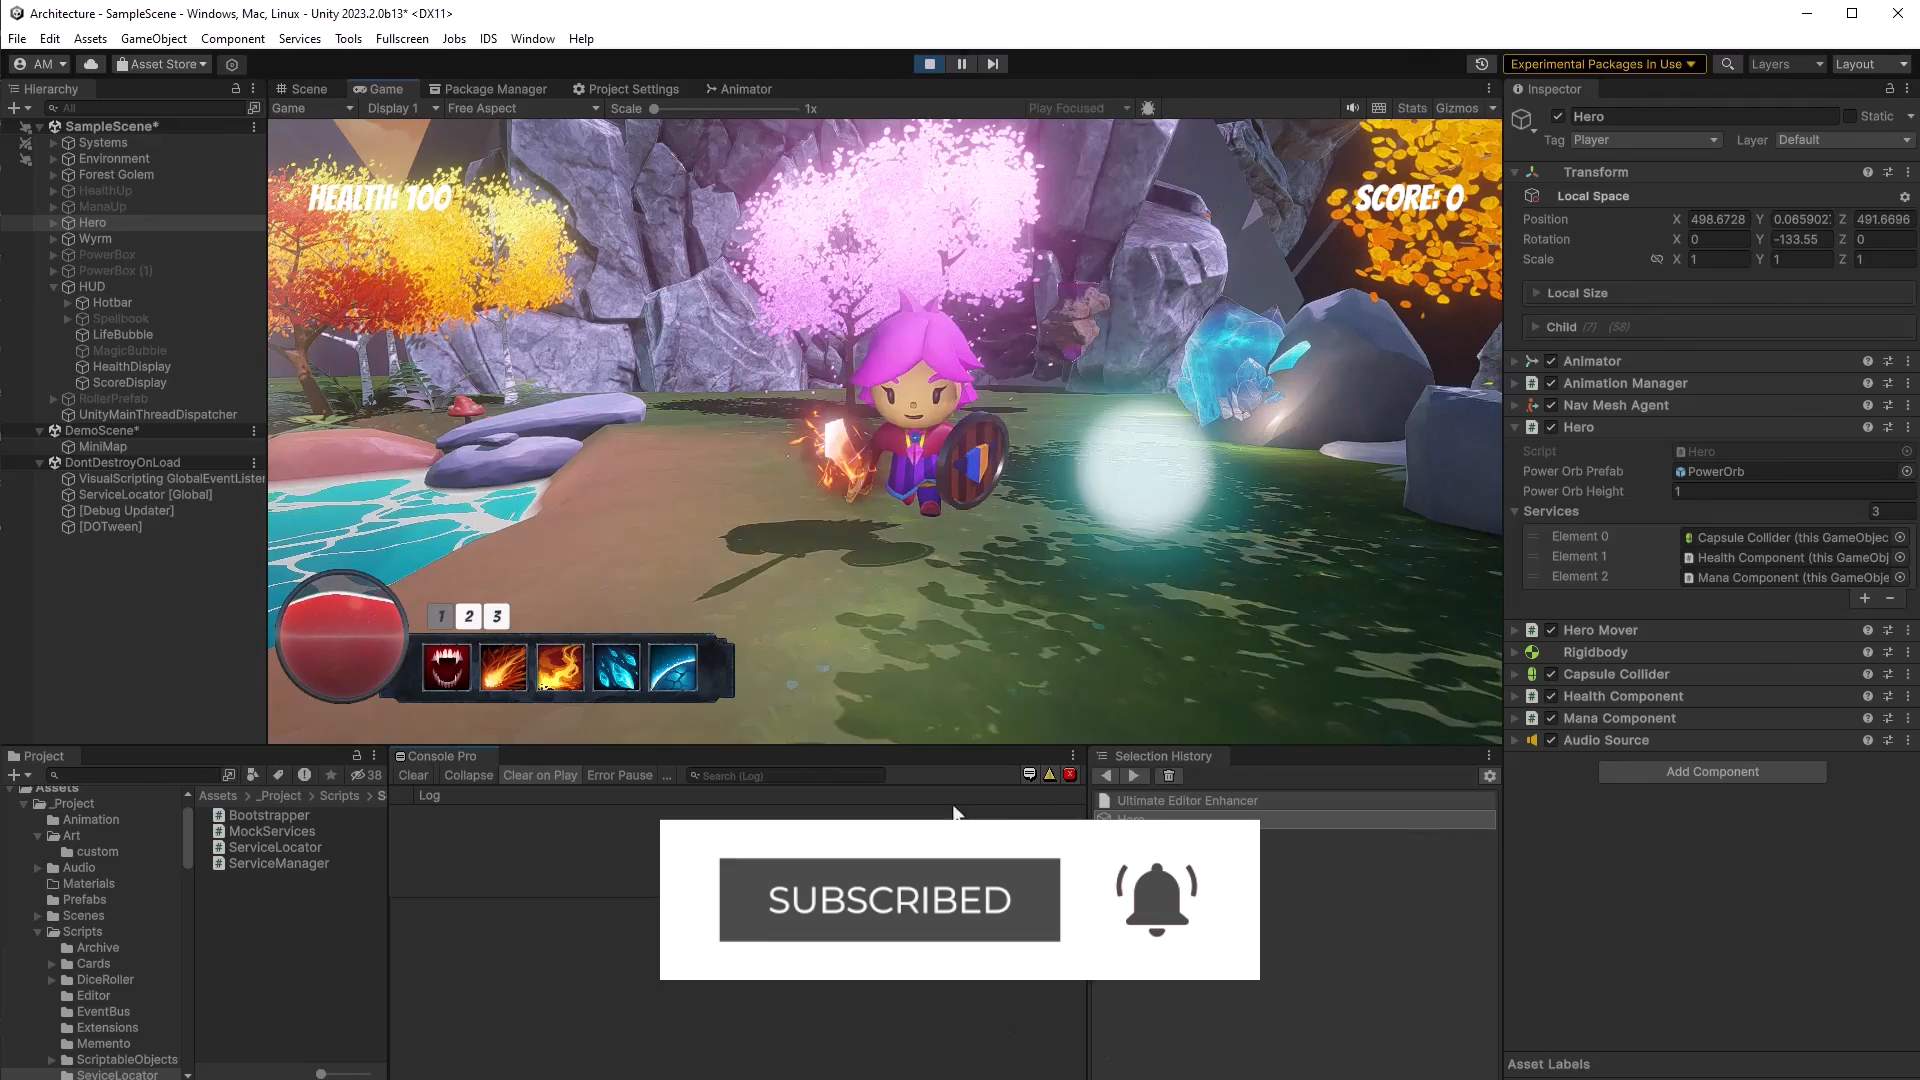 Architecture - SampleScene - Windows, Mac, Linux - Unity 2023.2.0b13* <DX11>
File Edit Assets GameObject Component Services Tools Fullscreen Jobs IDS Window Help
AM Asset Store Experimental Packages In Use Layers Layout
Hierarchy
All
SampleScene*
Systems
Environment
Forest Golem
HealthUp
ManaUp
Hero
Wyrm
PowerBox
PowerBox (1)
HUD
Hotbar
Spellbook
LifeBubble
MagicBubble
HealthDisplay
ScoreDisplay
RollerPrefab
UnityMainThreadDispatcher
DemoScene*
MiniMap
DontDestroyOnLoad
VisualScripting GlobalEventLister
ServiceLocator [Global]
[Debug Updater]
[DOTween]
Scene Game Package Manager Project Settings Animator
Game Display 1 Free Aspect Scale 1x Play Focused Stats Gizmos
HEALTH: 100
SCORE: 0
1 2 3
Inspector
Hero Static
Tag Player Layer Default
Transform
Local Space
Position X 498.6728 Y 0.065902 Z 491.6696
Rotation X 0 Y -133.55 Z 0
Scale X 1 Y 1 Z 1
Local Size
Child (7) (58)
Animator
Animation Manager
Nav Mesh Agent
Hero
Script Hero
Power Orb Prefab PowerOrb
Power Orb Height 1
Services 3
Element 0 Capsule Collider (this GameObjec
Element 1 Health Component (this GameObj
Element 2 Mana Component (this GameObje
Hero Mover
Rigidbody
Capsule Collider
Health Component
Mana Component
Audio Source
Add Component
Asset Labels
Project
38
Assets
_Project
Animation
Art
custom
Audio
Materials
Prefabs
Scenes
Scripts
Archive
Cards
DiceRoller
Editor
EventBus
Extensions
Memento
ScriptableObjects
SeviceLocator
Assets > _Project > Scripts > S
Bootstrapper
MockServices
ServiceLocator
ServiceManager
Console Pro
Clear Collapse Clear on Play Error Pause ... Search (Log)
Log
Selection History
Ultimate Editor Enhancer
Hero
SUBSCRIBED